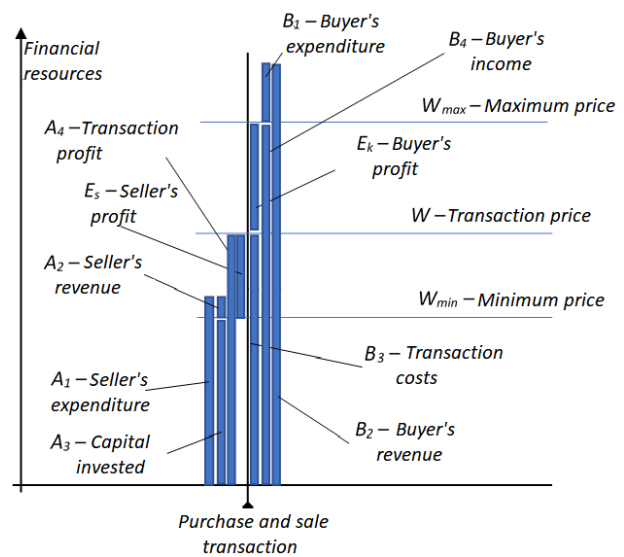 Financial
resources
B₁ – Buyer's
expenditure
B₄ – Buyer's
income
W max – Maximum price
A₄ – Transaction
profit
Eₖ – Buyer's
profit
Eₛ – Seller's
profit
W – Transaction price
A₂ – Seller's
revenue
W min – Minimum price
B₃ – Transaction
costs
A₁ – Seller's
expenditure
B₂ – Buyer's
revenue
A₃ – Capital
invested
Purchase and sale
transaction